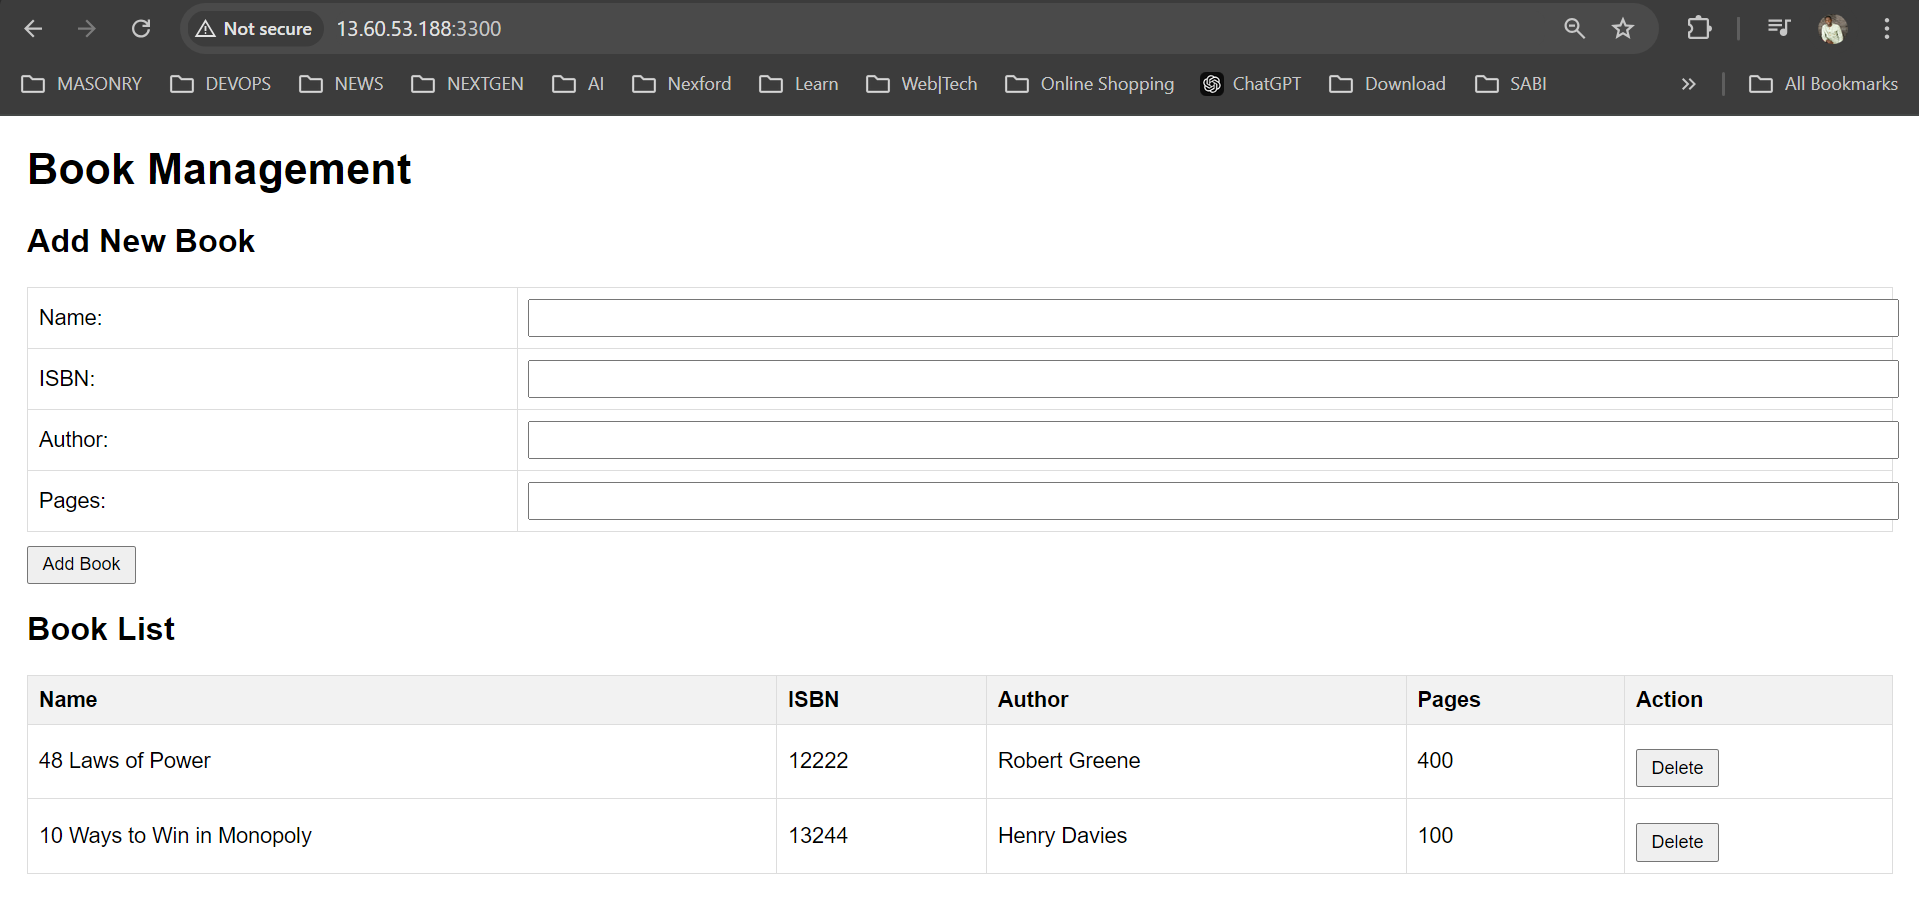 Not secure 13.60.53.188:3300
MASONRY DEVOPS NEWS NEXTGEN AI Nexford Learn Web|Tech Online Shopping ChatGPT Download SABI » All Bookmarks
Book Management
Add New Book
Name:
ISBN:
Author:
Pages:
Add Book
Book List
Name ISBN Author Pages Action
48 Laws of Power 12222 Robert Greene 400 Delete
10 Ways to Win in Monopoly 13244 Henry Davies 100 Delete